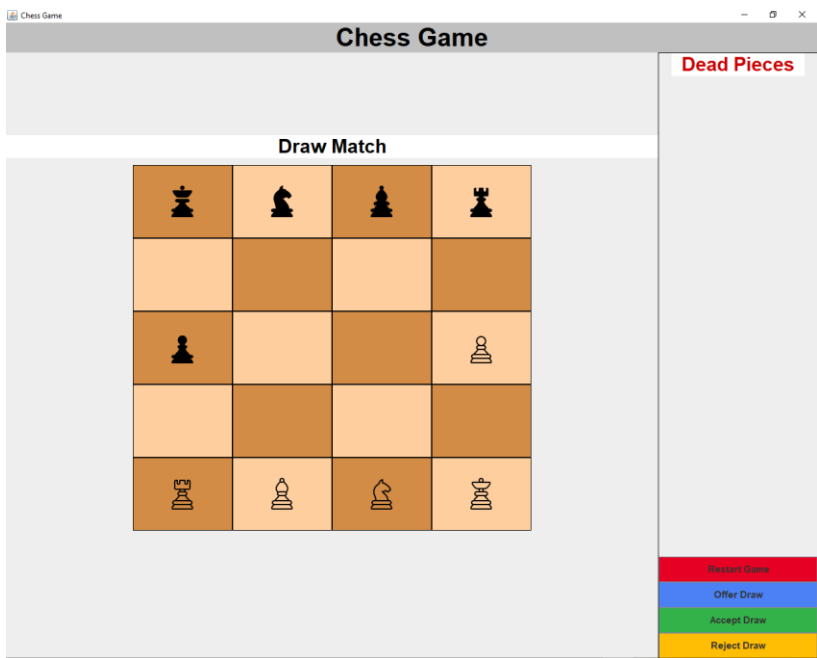 Chess Game
Chess Game
Dead Pieces
Draw Match
Restart Game
Offer Draw
Accept Draw
Reject Draw